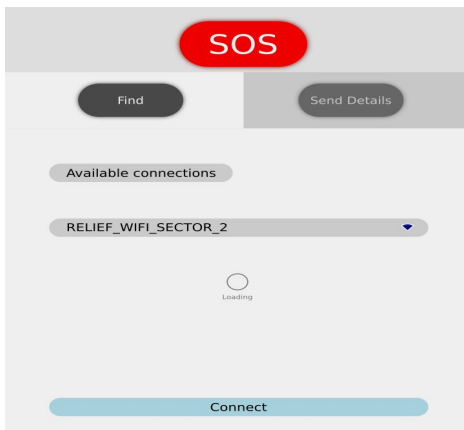 SOS
Find
Send Details
Available connections
RELIEF_WIFI_SECTOR_2
Loading
Connect